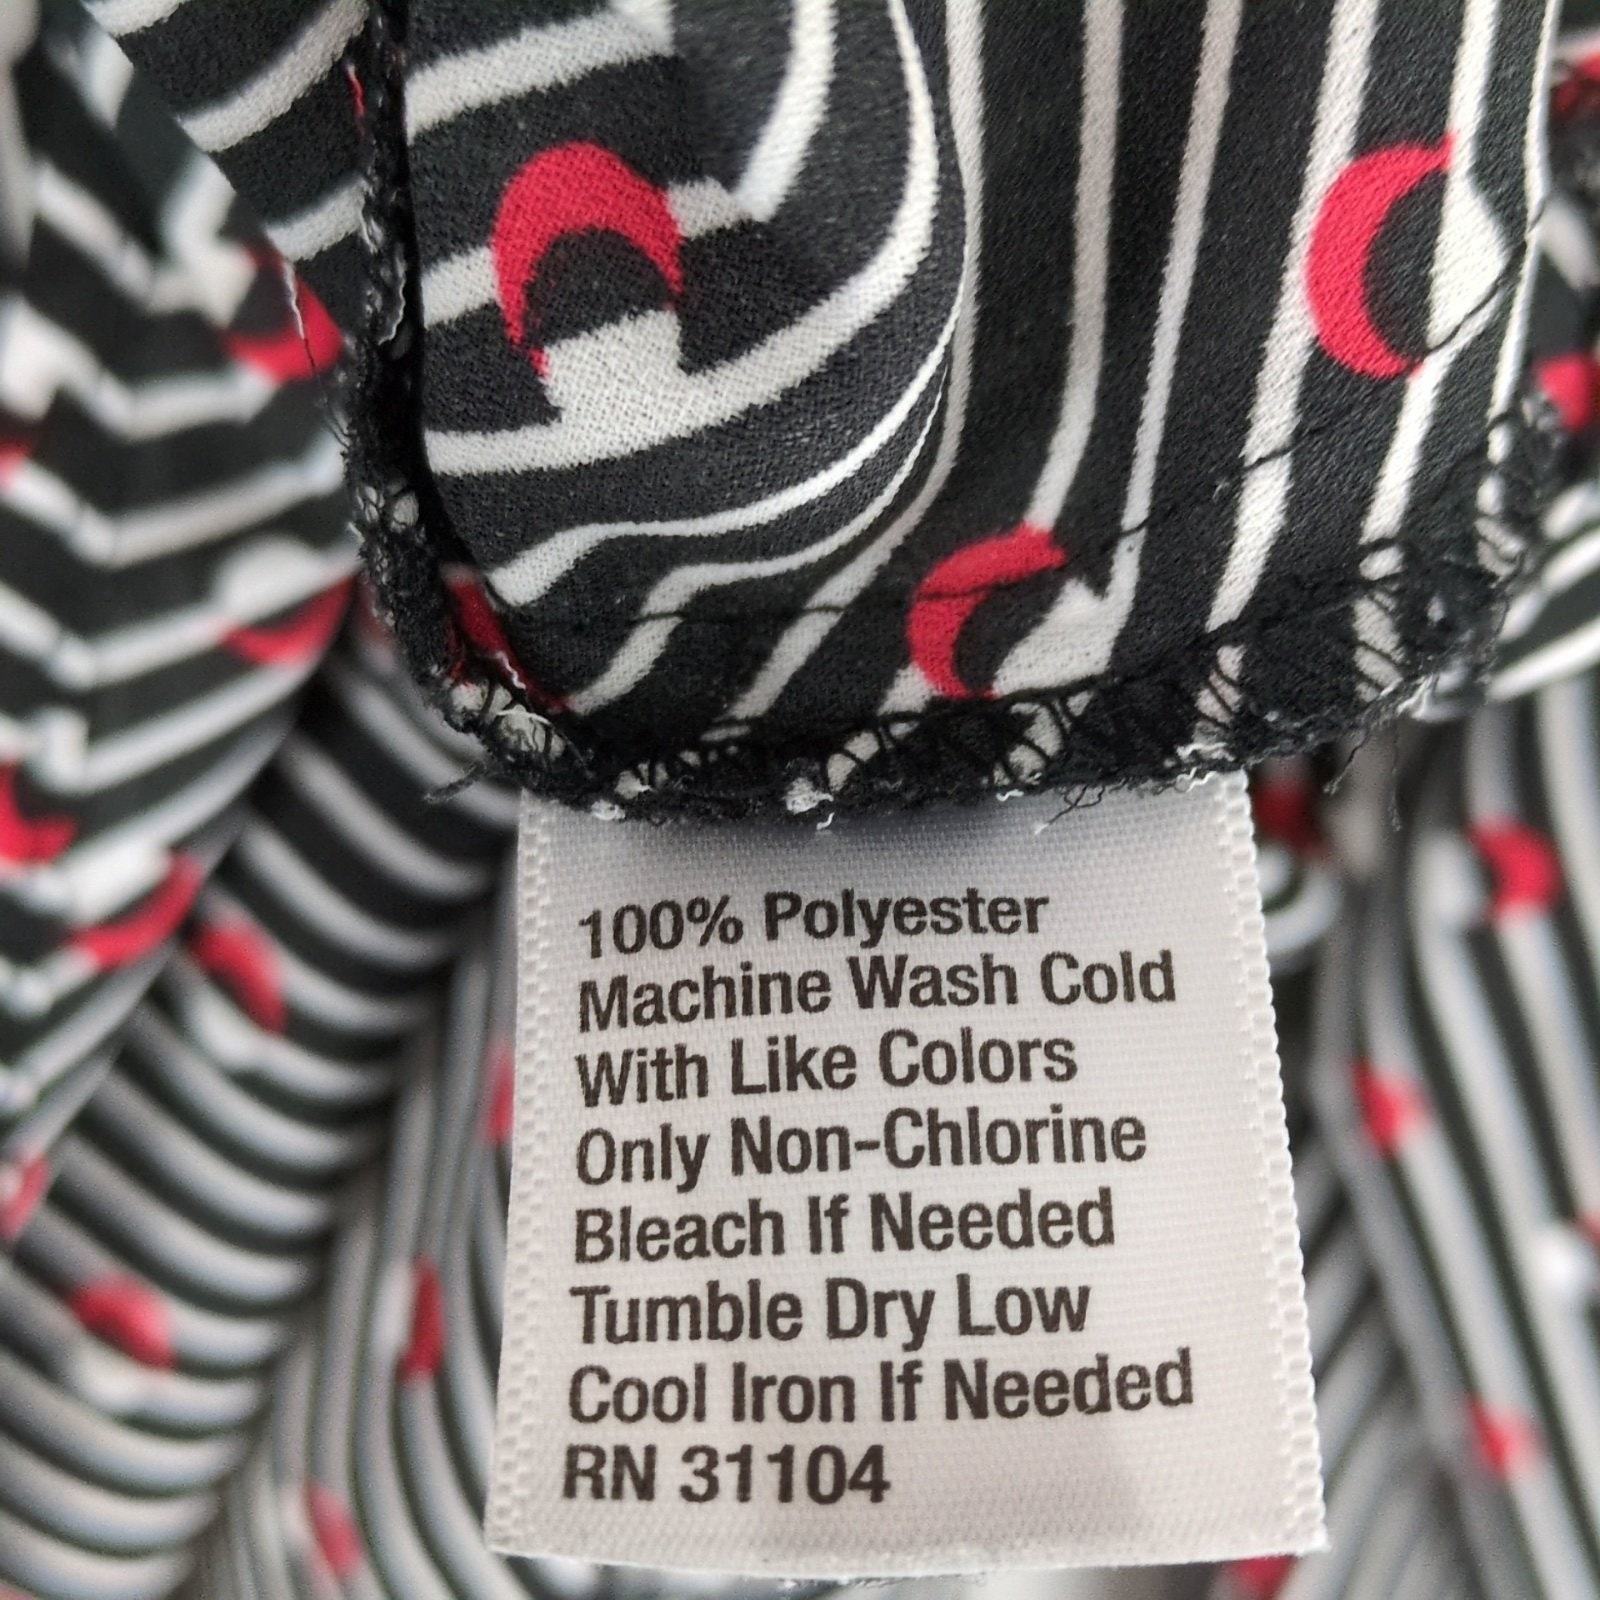 100% Polyester
Machine Wash Cold
With Like Colors
Only Non-Chlorine
Bleach If Needed
Tumble Dry Low
Cool Iron If Needed
RN 31104